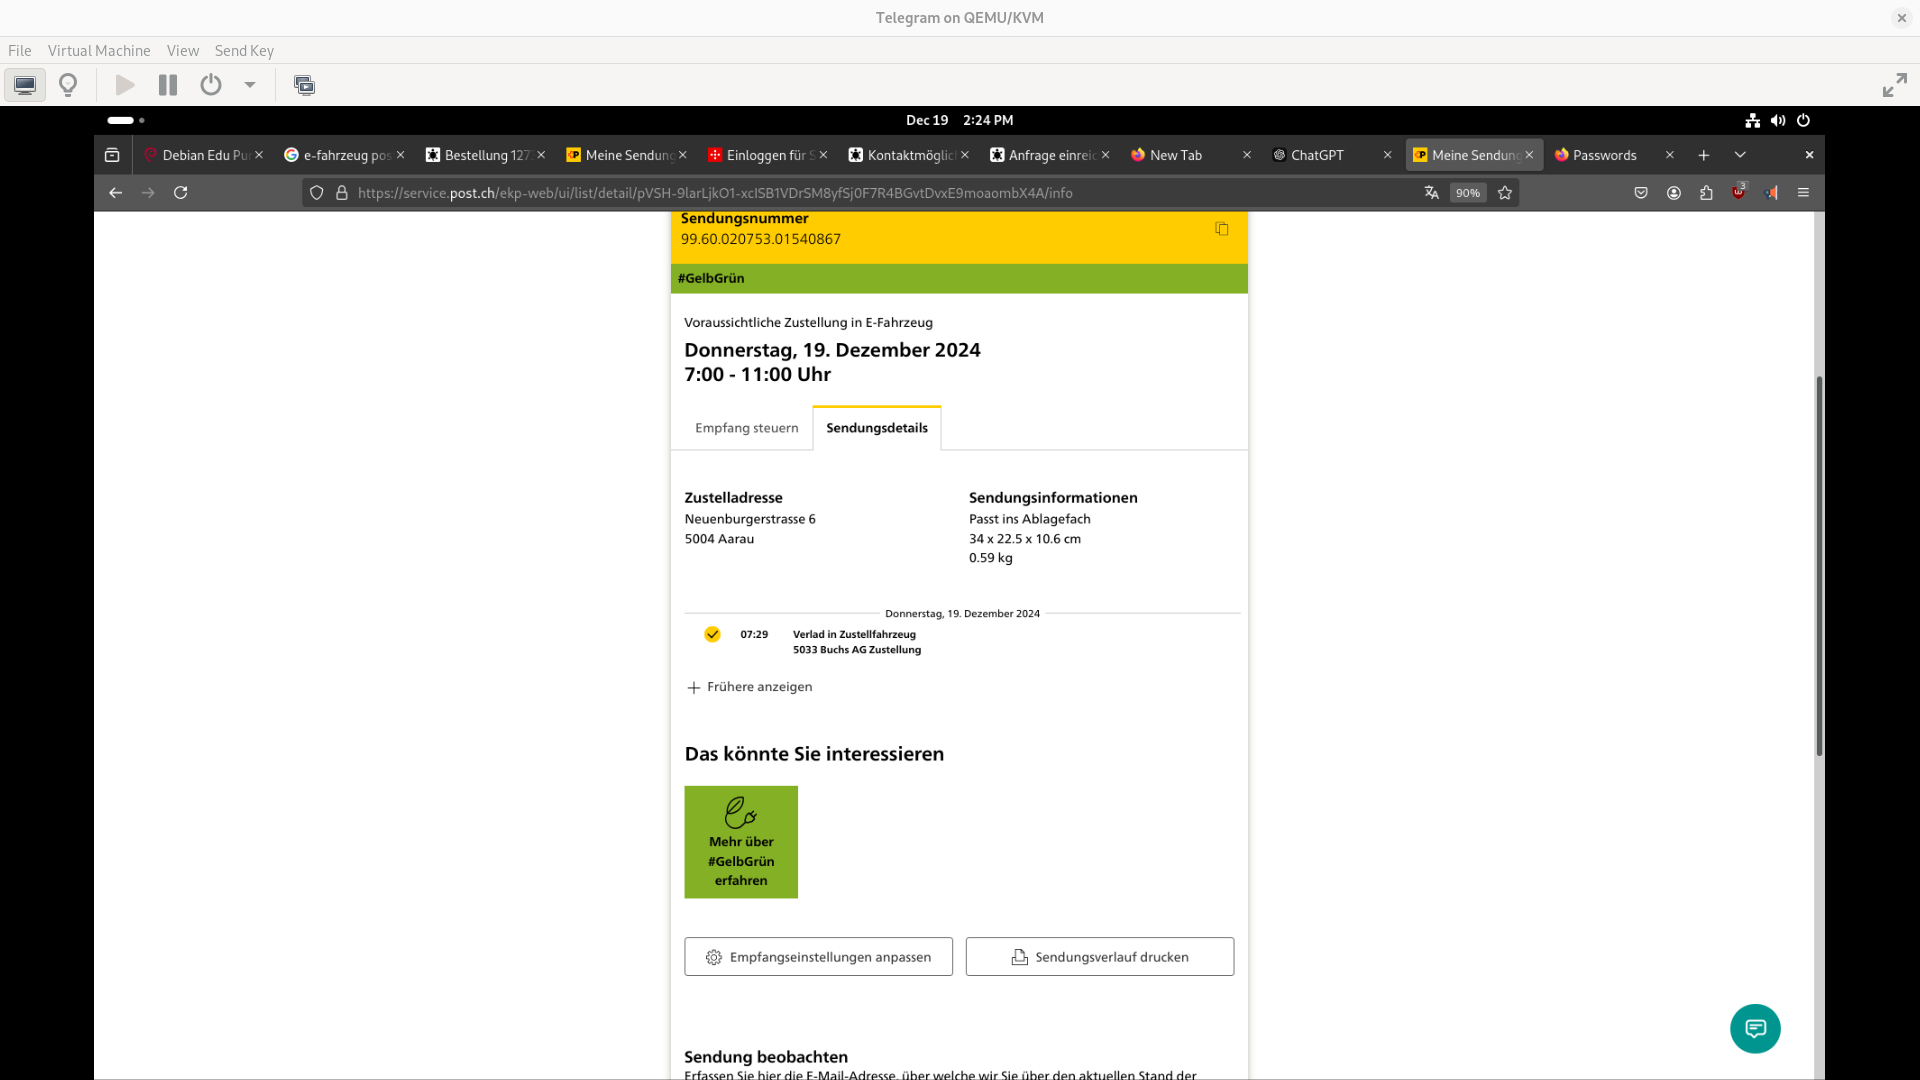 Telegram on QEMU/KVM
File Virtual Machine View Send Key
Dec 19 2:24 PM
Debian Edu Pu
e-fahrzeug pos
Bestellung 127
Meine Sendung
Einloggen für S
Kontaktmöglic
Anfrage einreic
New Tab
ChatGPT
Meine Sendung
Passwords
https://service.post.ch/ekp-web/ui/list/detail/pVSH-9larLjkO1-xcISB1VDrSM8yfSj0F7R4BGvtDvxE9moaombX4A/info
90%
3
Sendungsnummer
99.60.020753.01540867
#GelbGrün
Voraussichtliche Zustellung in E-Fahrzeug
Donnerstag, 19. Dezember 2024
7:00 - 11:00 Uhr
Empfang steuern
Sendungsdetails
Zustelladresse
Neuenburgerstrasse 6
5004 Aarau
Sendungsinformationen
Passt ins Ablagefach
34 x 22.5 x 10.6 cm
0.59 kg
Donnerstag, 19. Dezember 2024
07:29 Verlad in Zustellfahrzeug
5033 Buchs AG Zustellung
Frühere anzeigen
Das könnte Sie interessieren
Mehr über
#GelbGrün
erfahren
Empfangseinstellungen anpassen
Sendungsverlauf drucken
Sendung beobachten
Erfassen Sie hier die E-Mail-Adresse, über welche wir Sie über den aktuellen Stand der